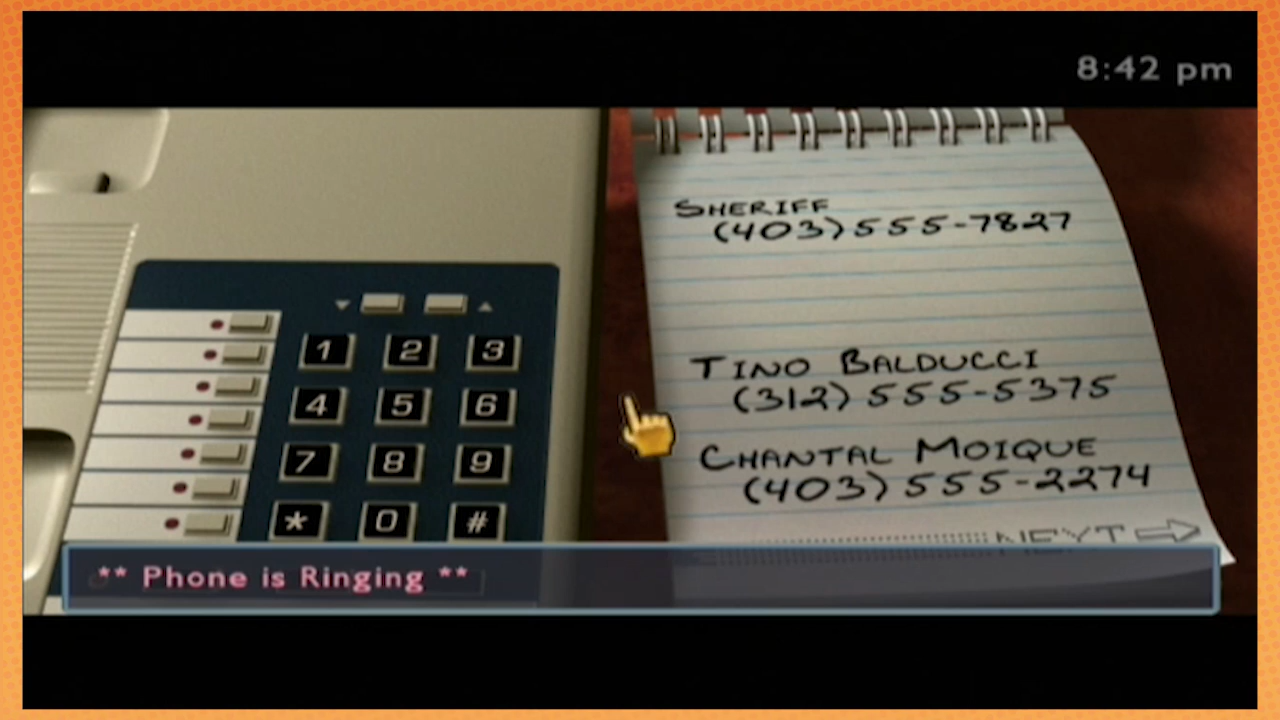 8:42 pm
SHERIFF
(403) 555-7827
TINO BALDUCCI
(312) 555-5375
CHANTAL MOIQUE
(403) 555-2274
NEXT
1 2 3
4 5 6
7 8 9
* 0 #
** Phone is Ringing **